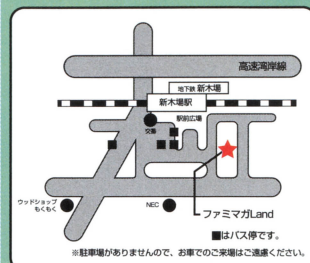 高速湾岸線
地下鉄 新木場
新木場駅
駅前広場
交番
ウッドショップ
もくもく
NEC
ファミマガLand
■はバス停です。
※駐車場がありませんので、お車でのご来場はご遠慮ください。